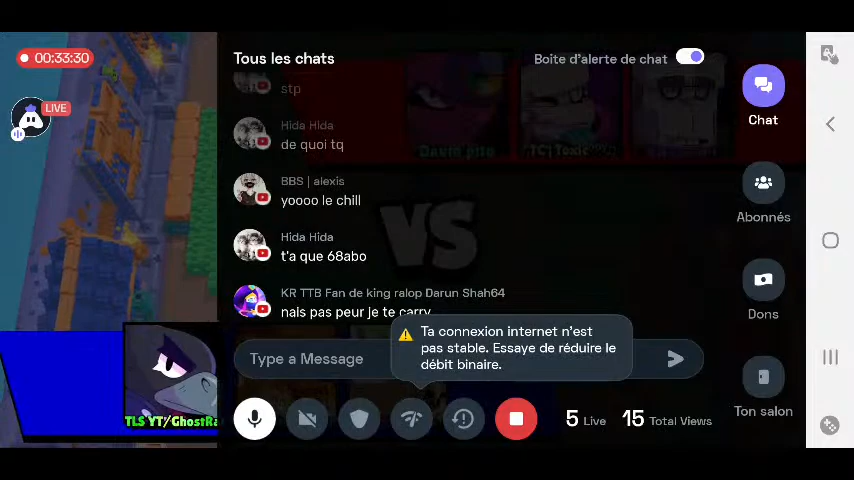 00:33:30
Tous les chats
Boite d'alerte de chat
LIVE
stp
Hida Hida
de quoi tq
BBS | alexis
yoooo le chill
Hida Hida
t'a que 68abo
KR TTB Fan de king ralop Darun Shah64
nais pas peur je te carry
Ta connexion internet n'est
pas stable. Essaye de réduire le
débit binaire.
Type a Message
5 Live 15 Total Views
Chat
Abonnés
Dons
Ton salon
VS
TLS YT/GhostRa